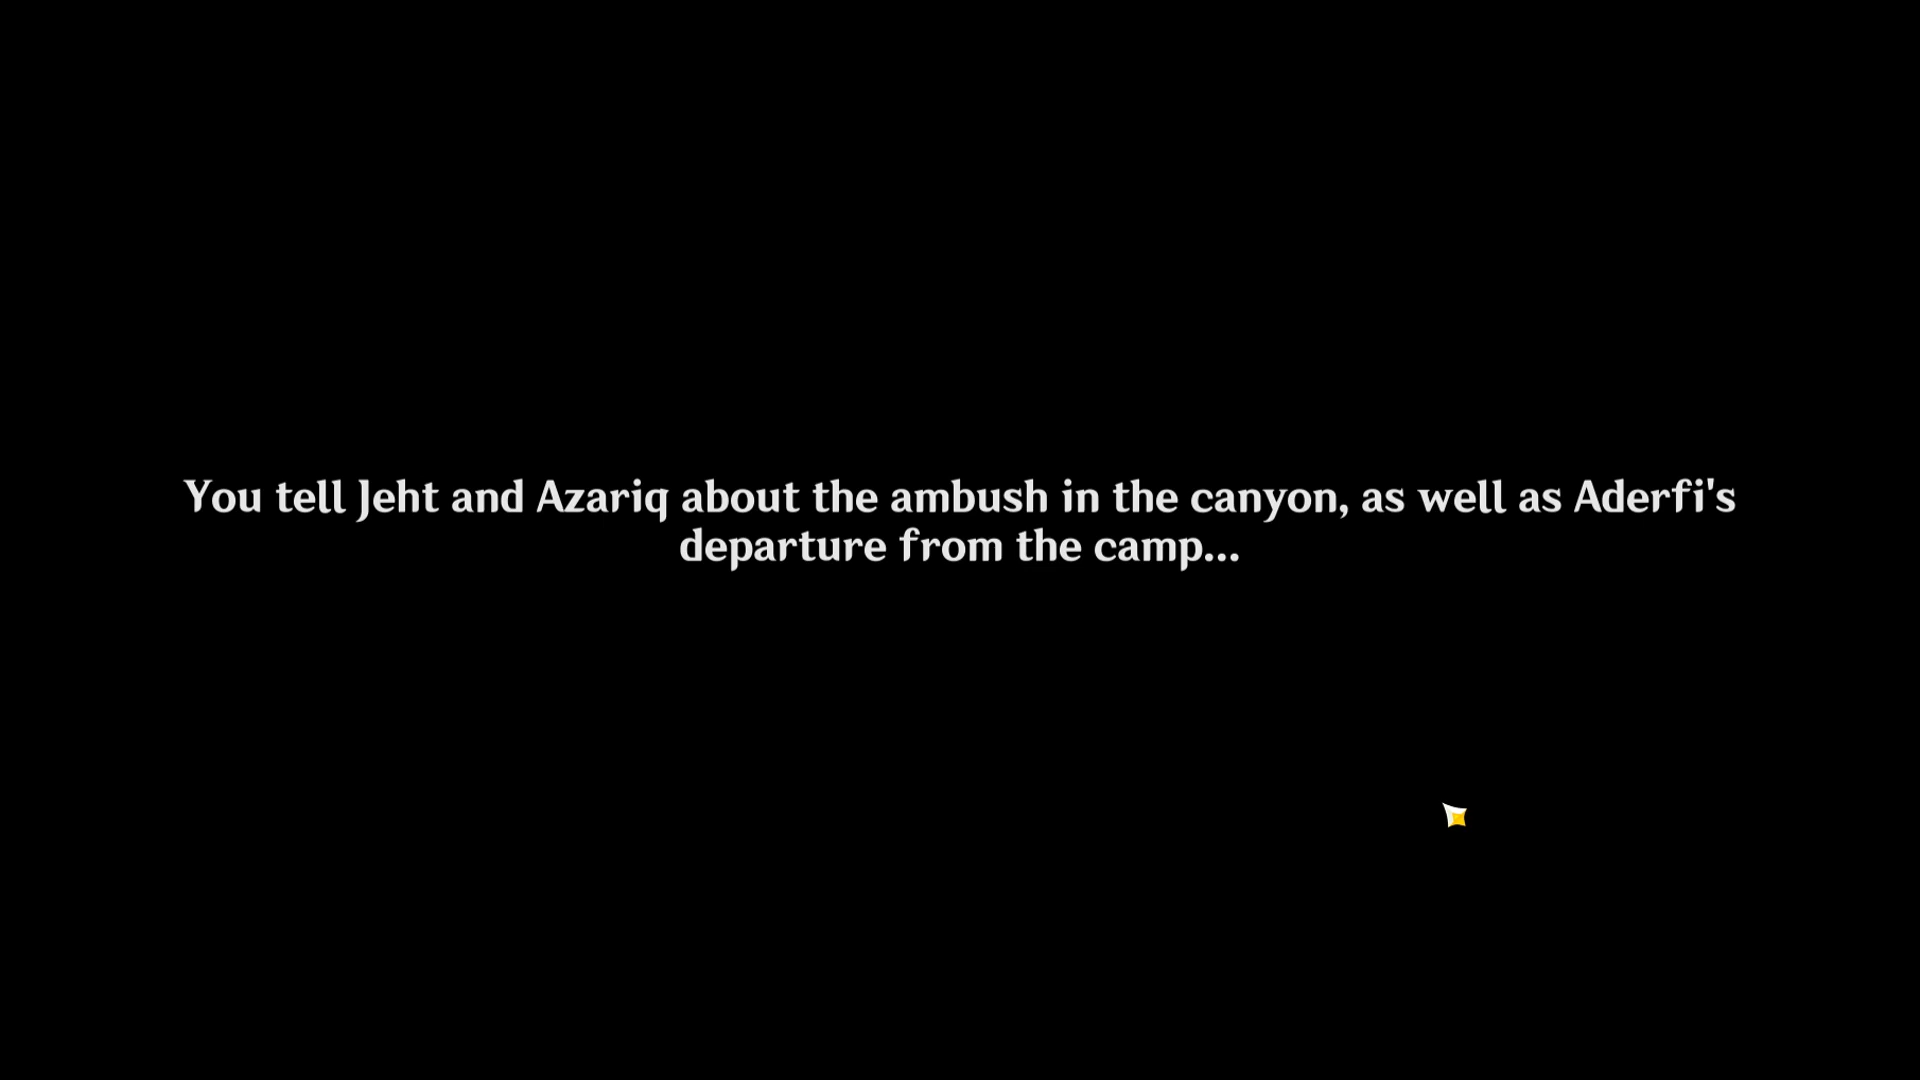 You tell Jeht and Azariq about the ambush in the canyon, as well as Aderfi's
departure from the camp...